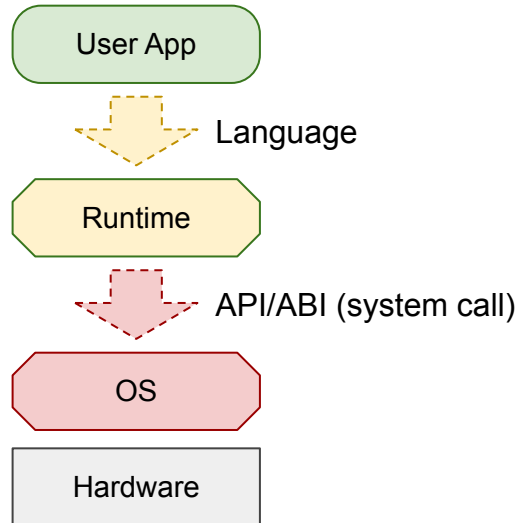 User App
Language
Runtime
API/ABI (system call)
OS
Hardware